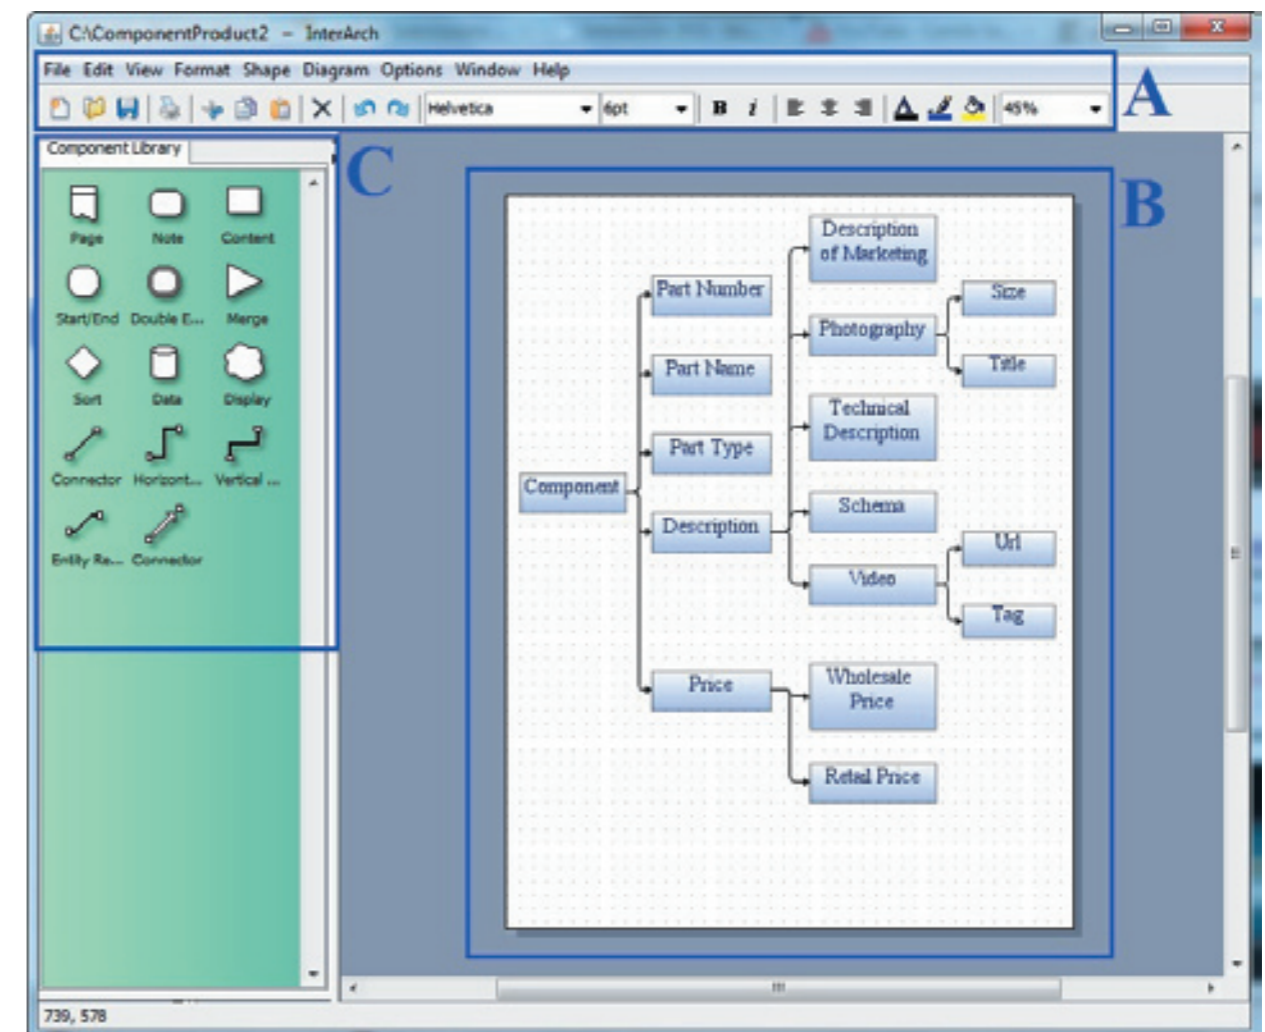 C:\ComponentProduct2 – InterArch
File Edit View Format Shape Diagram Options Window Help
Helvetica 6pt B i 45%
A
Component Library
C
B
Page Note Content
Start/End Double E... Merge
Sort Data Display
Connector Horizont... Vertical ...
Entity Re... Connector
Component
Part Number
Part Name
Part Type
Description
Price
Description
of Marketing
Photography
Technical
Description
Schema
Video
Wholesale
Price
Retail Price
Size
Title
Url
Tag
739, 578